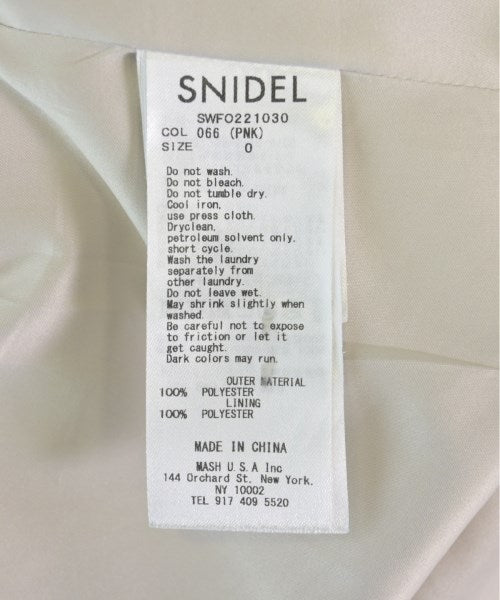 SNIDEL
SWFO221030
COL 066 (PNK)
SIZE 0
Do not wash.
Do not bleach.
Do not tumble dry.
Cool iron,
use press cloth.
Dryclean,
petroleum solvent only,
short cycle.
Wash the laundry
separately from
other laundry.
Do not leave wet.
May shrink slightly when
washed.
Be careful not to expose
to friction or let it
get caught.
Dark colors may run.
OUTER MATERIAL
100% POLYESTER
LINING
100% POLYESTER
MADE IN CHINA
MASH U.S.A Inc
144 Orchard St. New York.
NY 10002
TEL 917 409 5520